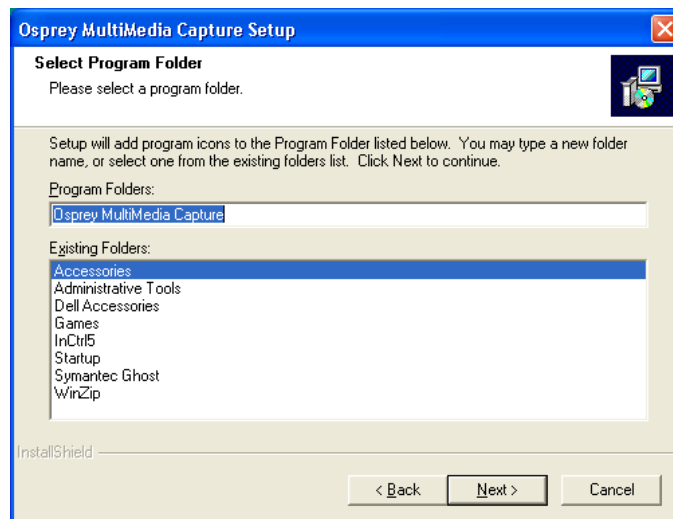 Osprey MultiMedia Capture Setup
Select Program Folder
Please select a program folder.
Setup will add program icons to the Program Folder listed below. You may type a new folder
name, or select one from the existing folders list. Click Next to continue.
Program Folders:
Osprey MultiMedia Capture
Existing Folders:
Accessories
Administrative Tools
Dell Accessories
Games
InCtrl5
Startup
Symantec Ghost
WinZip
InstallShield
< Back Next > Cancel